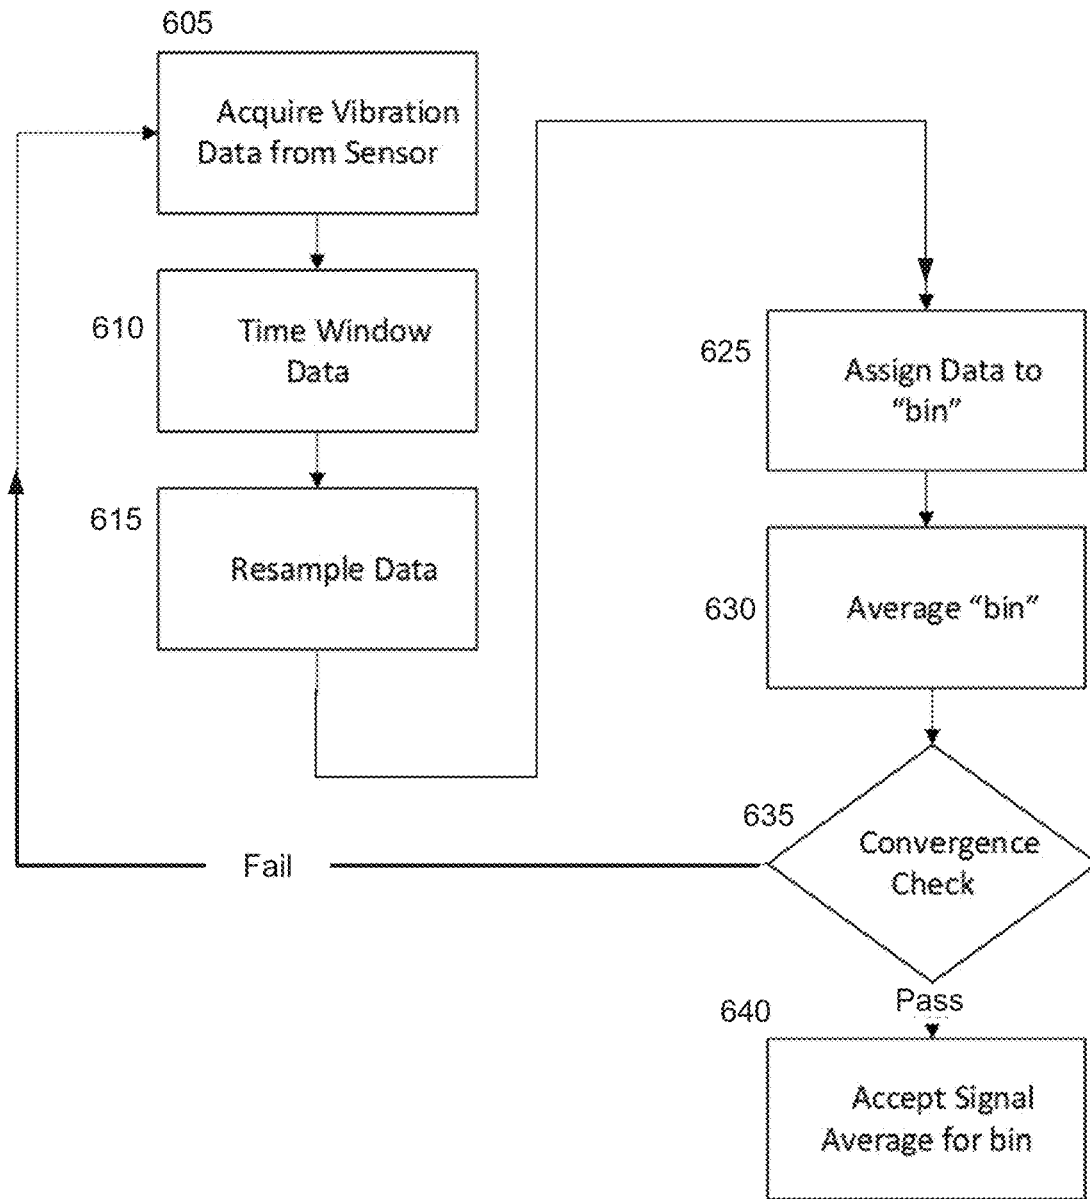 605
Acquire Vibration
Data from Sensor
610
Time Window
Data
615
Resample Data
625
Assign Data to
“bin”
630
Average “bin”
635
Convergence
Check
Fail
Pass
640
Accept Signal
Average for bin